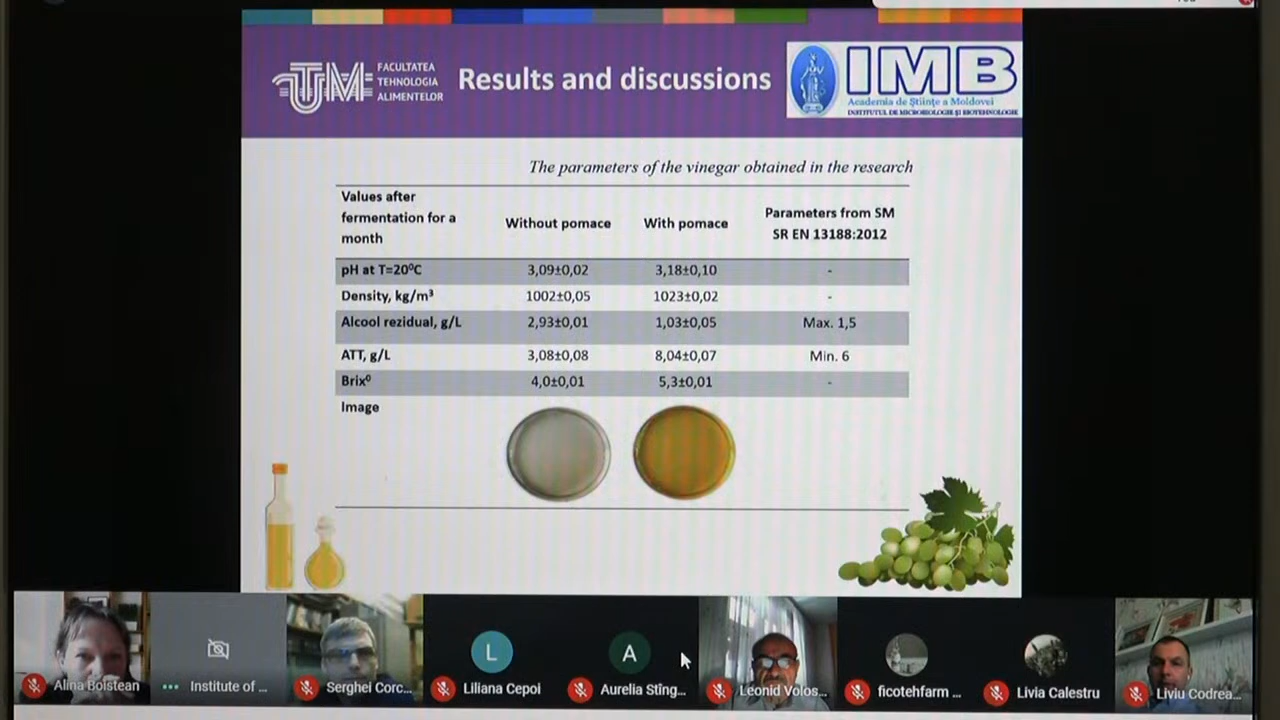 FACULTATEA
TEHNOLOGIA
ALIMENTELOR
Results and discussions
IMB
Academia de Științe a Moldovei
INSTITUTUL DE MICROBIOLOGIE ȘI BIOTEHNOLOGIE
The parameters of the vinegar obtained in the research
Values after fermentation for a month Without pomace With pomace Parameters from SM SR EN 13188:2012
pH at T=20⁰C 3,09±0,02 3,18±0,10 -
Density, kg/m³ 1002±0,05 1023±0,02 -
Alcool rezidual, g/L 2,93±0,01 1,03±0,05 Max. 1,5
ATT, g/L 3,08±0,08 8,04±0,07 Min. 6
Brix⁰ 4,0±0,01 5,3±0,01 -
Image
Alina Boistean
Institute of ...
Serghei Corc...
L
Liliana Cepoi
A
Aurelia Stîng...
Leonid Volos...
ficotehfarm ...
Livia Calestru
Liviu Codrea...